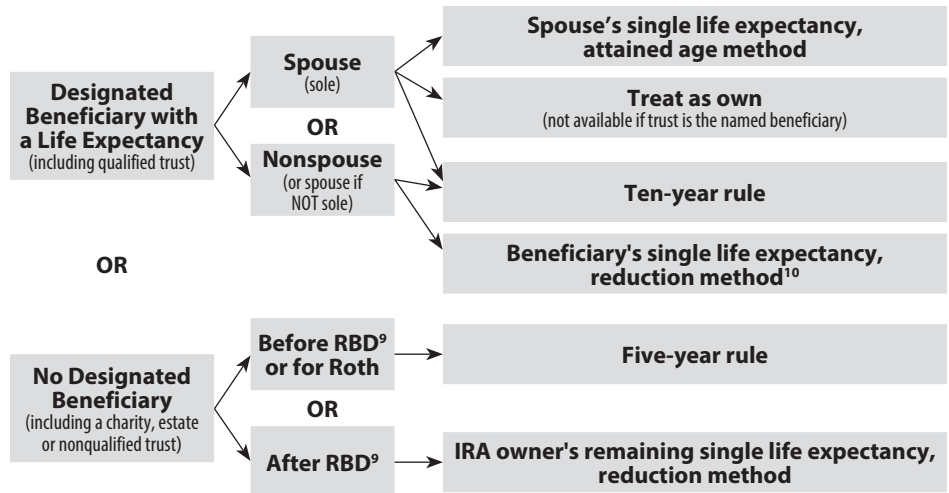 Designated
Beneficiary with
a Life Expectancy
(including qualified trust)
Spouse
(sole)
OR
Nonspouse
(or spouse if
NOT sole)
Spouse's single life expectancy,
attained age method
Treat as own
(not available if trust is the named beneficiary)
Ten-year rule
Beneficiary's single life expectancy,
reduction method¹⁰
OR
No Designated
Beneficiary
(including a charity, estate
or nonqualified trust)
Before RBD⁹
or for Roth
OR
After RBD⁹
Five-year rule
IRA owner's remaining single life expectancy,
reduction method